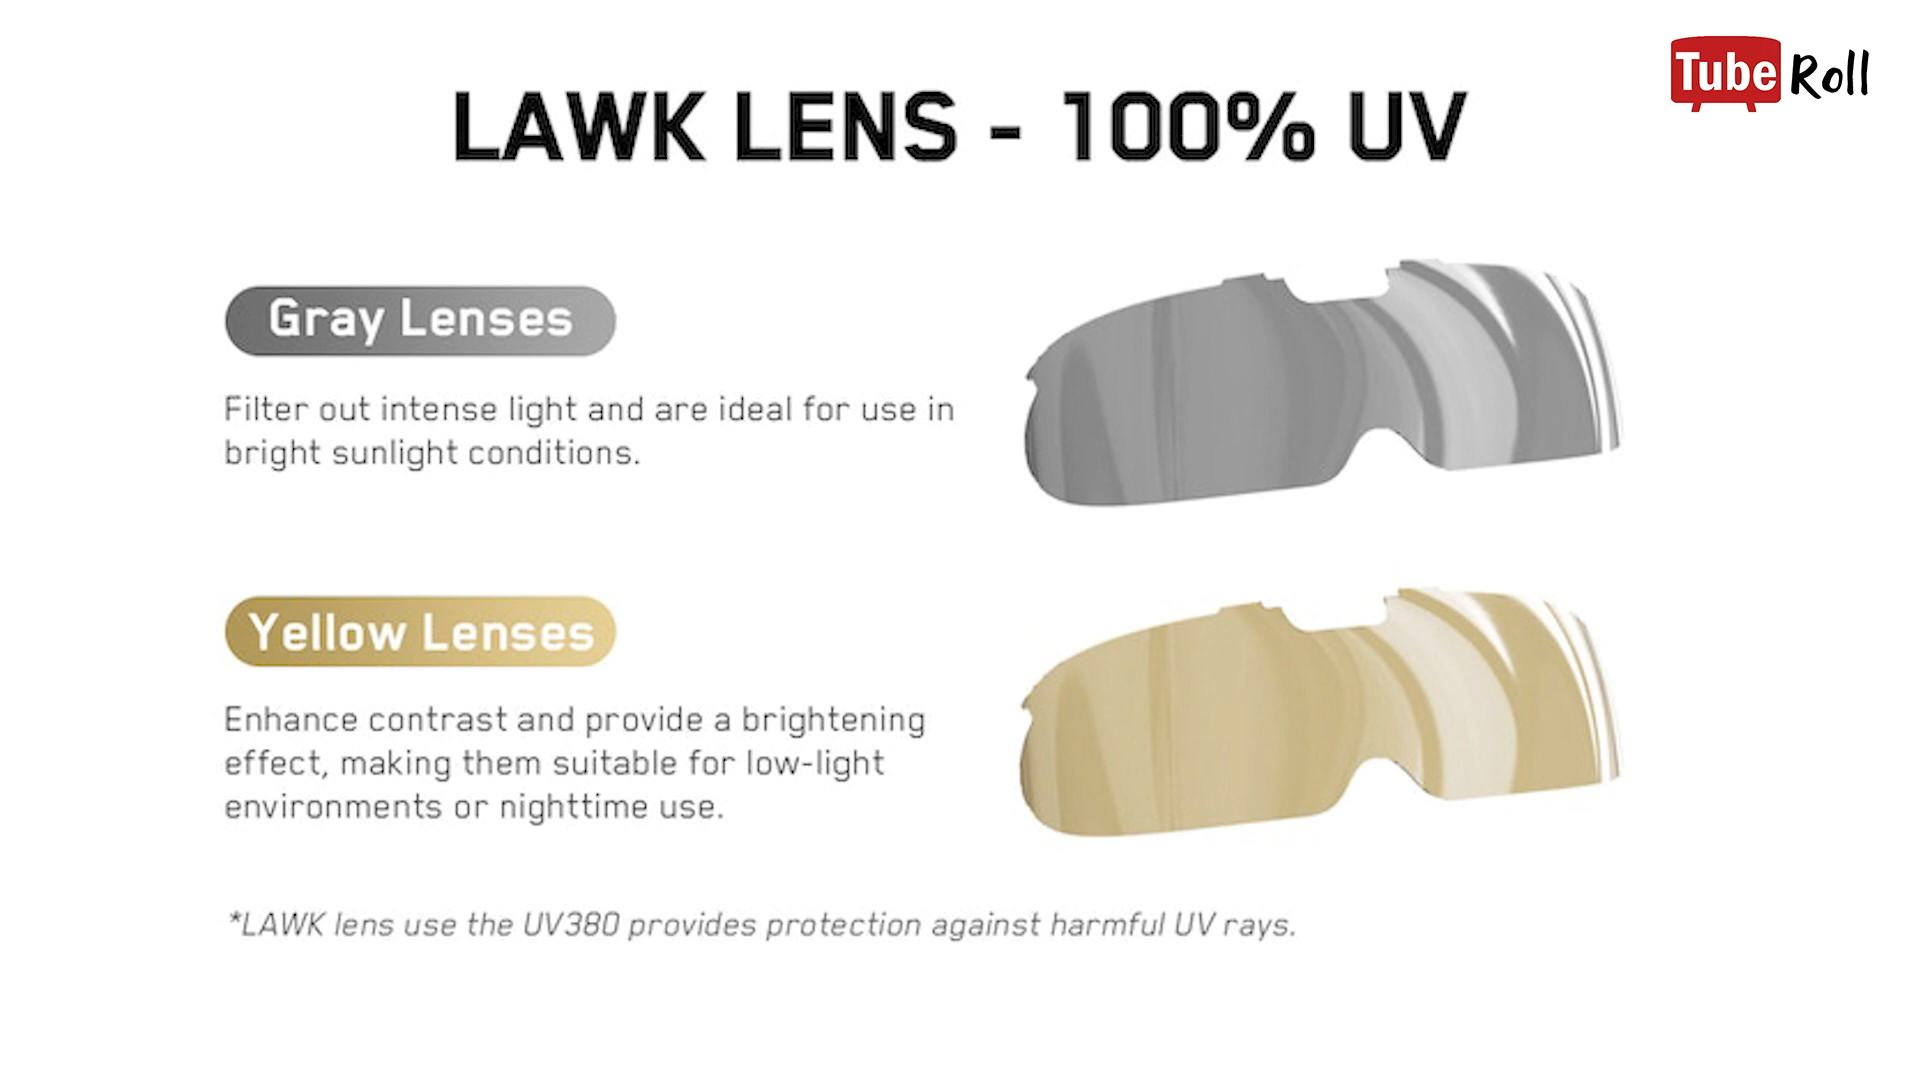 Tube Roll
LAWK LENS - 100% UV
Gray Lenses
Filter out intense light and are ideal for use in
bright sunlight conditions.
Yellow Lenses
Enhance contrast and provide a brightening
effect, making them suitable for low-light
environments or nighttime use.
*LAWK lens use the UV380 provides protection against harmful UV rays.